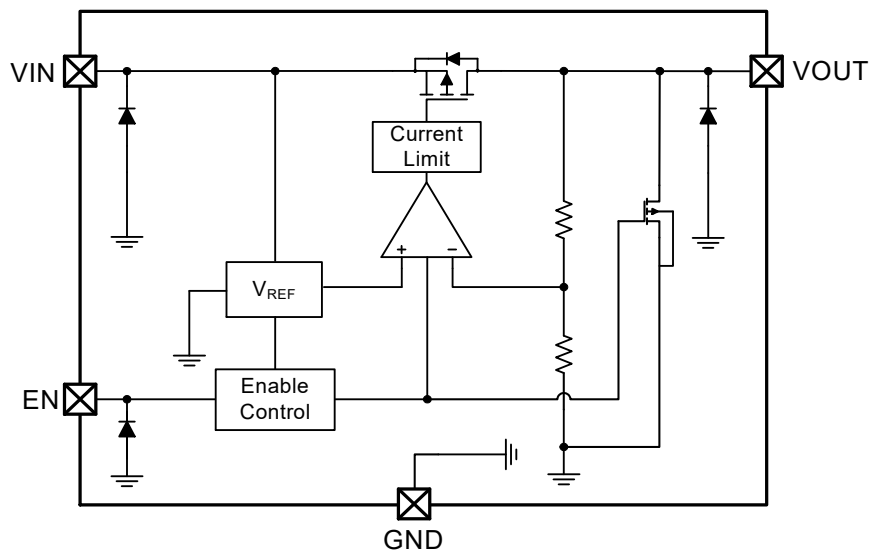 VIN
VOUT
Current
Limit
+
−
VREF
EN
Enable
Control
GND